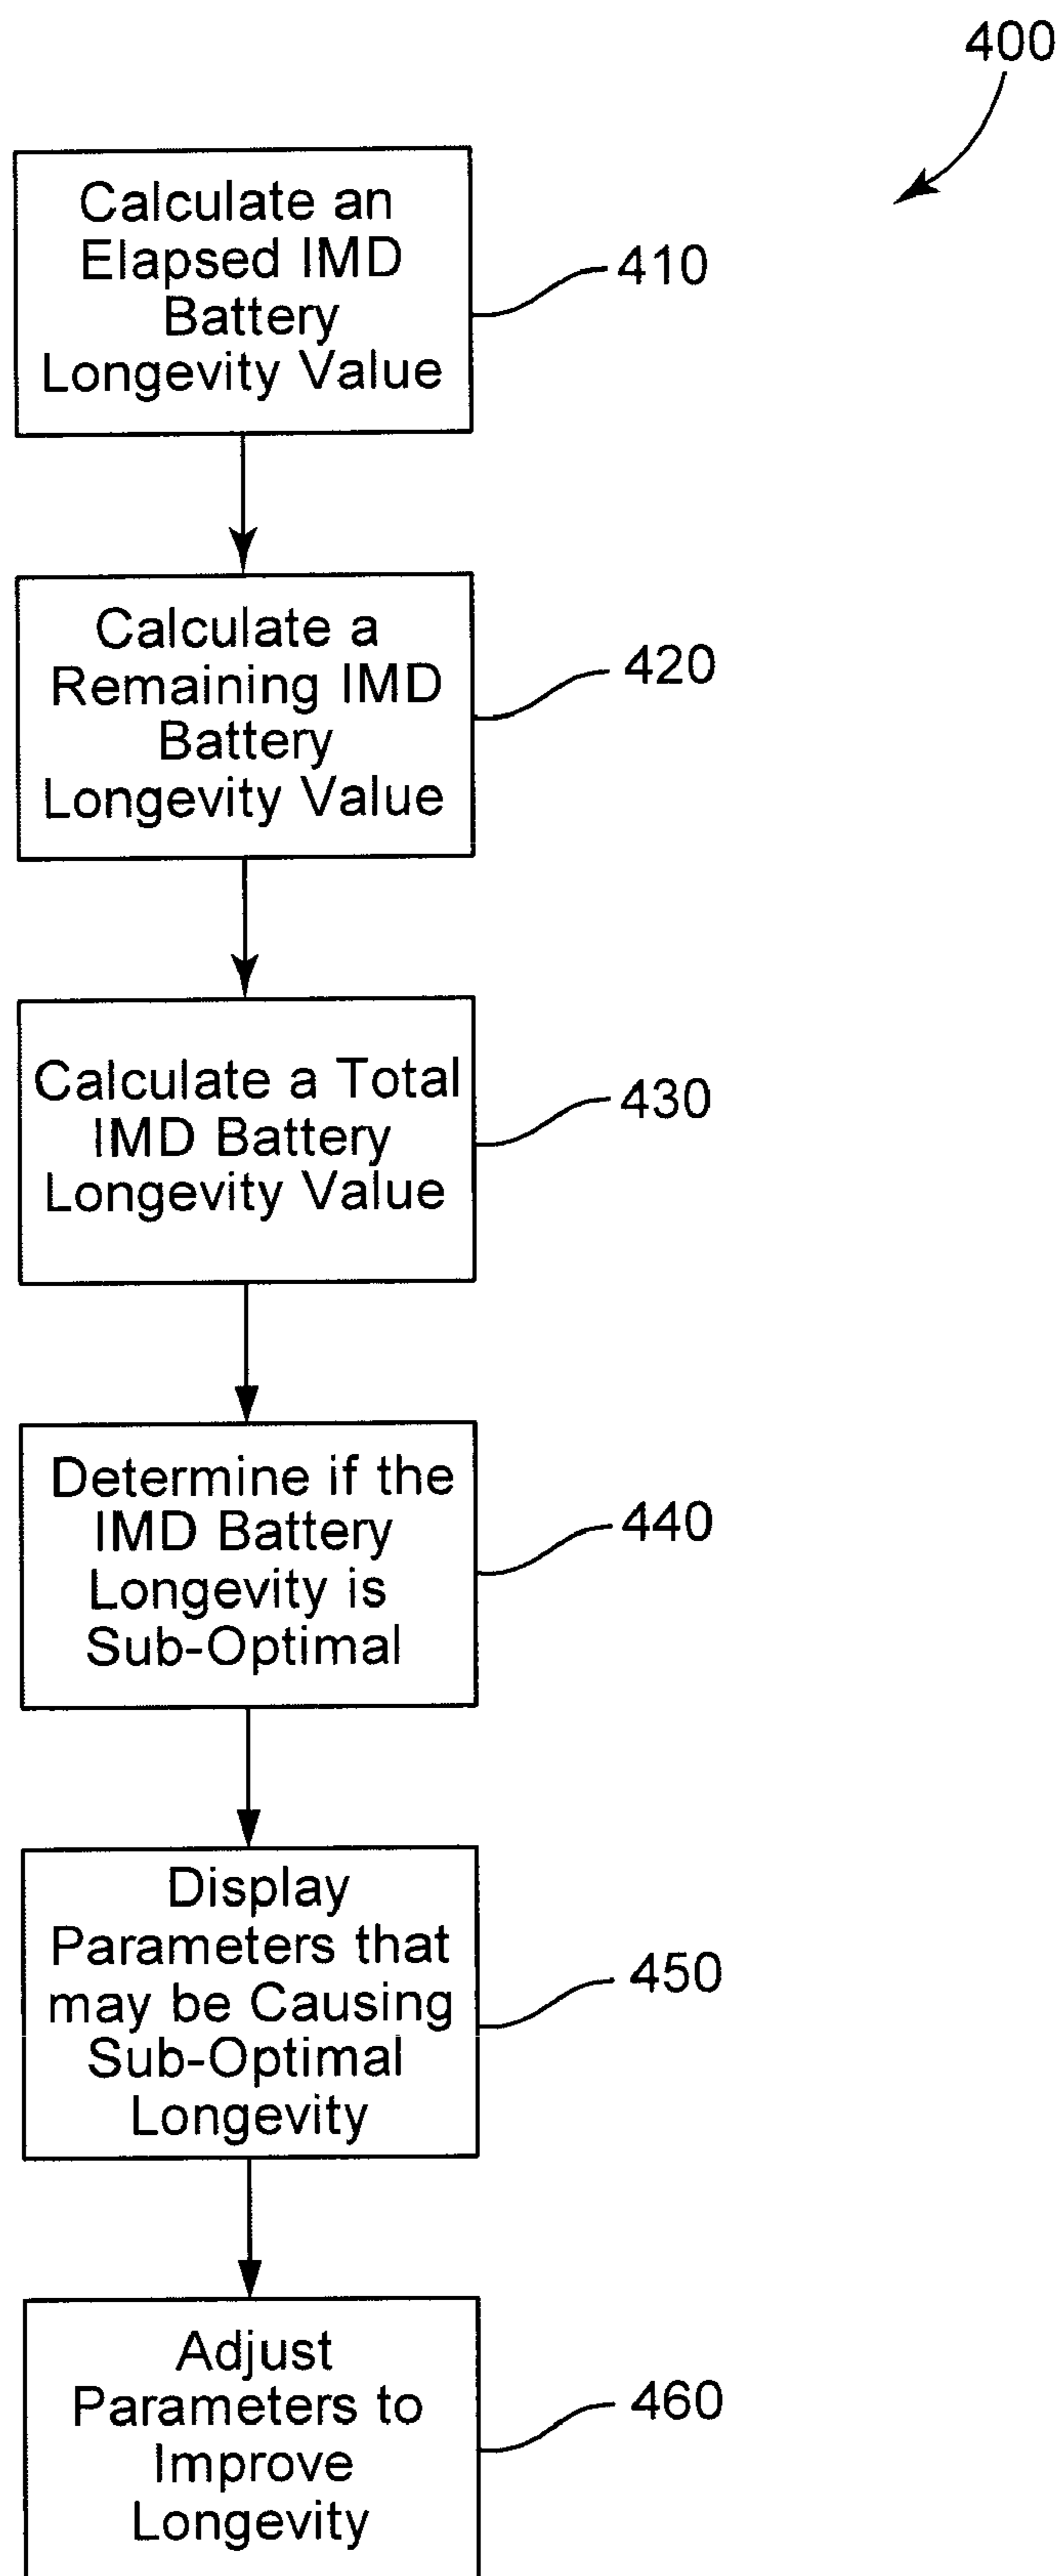 400
Calculate an
Elapsed IMD
Battery
Longevity Value
410
Calculate a
Remaining IMD
Battery
Longevity Value
420
Calculate a Total
IMD Battery
Longevity Value
430
Determine if the
IMD Battery
Longevity is
Sub-Optimal
440
Display
Parameters that
may be Causing
Sub-Optimal
Longevity
450
Adjust
Parameters to
Improve
Longevity
460